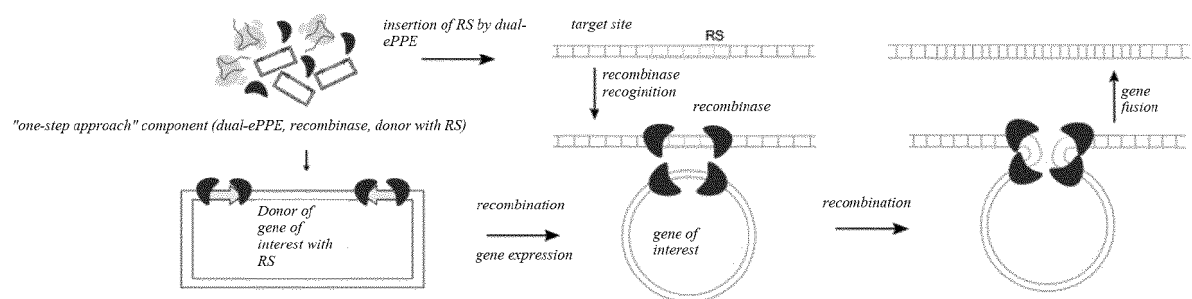 insertion of RS by dual-
ePPE
target site
RS
recombinase
recoginition
recombinase
gene
fusion
"one-step approach" component (dual-ePPE, recombinase, donor with RS)
Donor of
gene of
interest with
RS
recombination
gene expression
gene of
interest
recombination